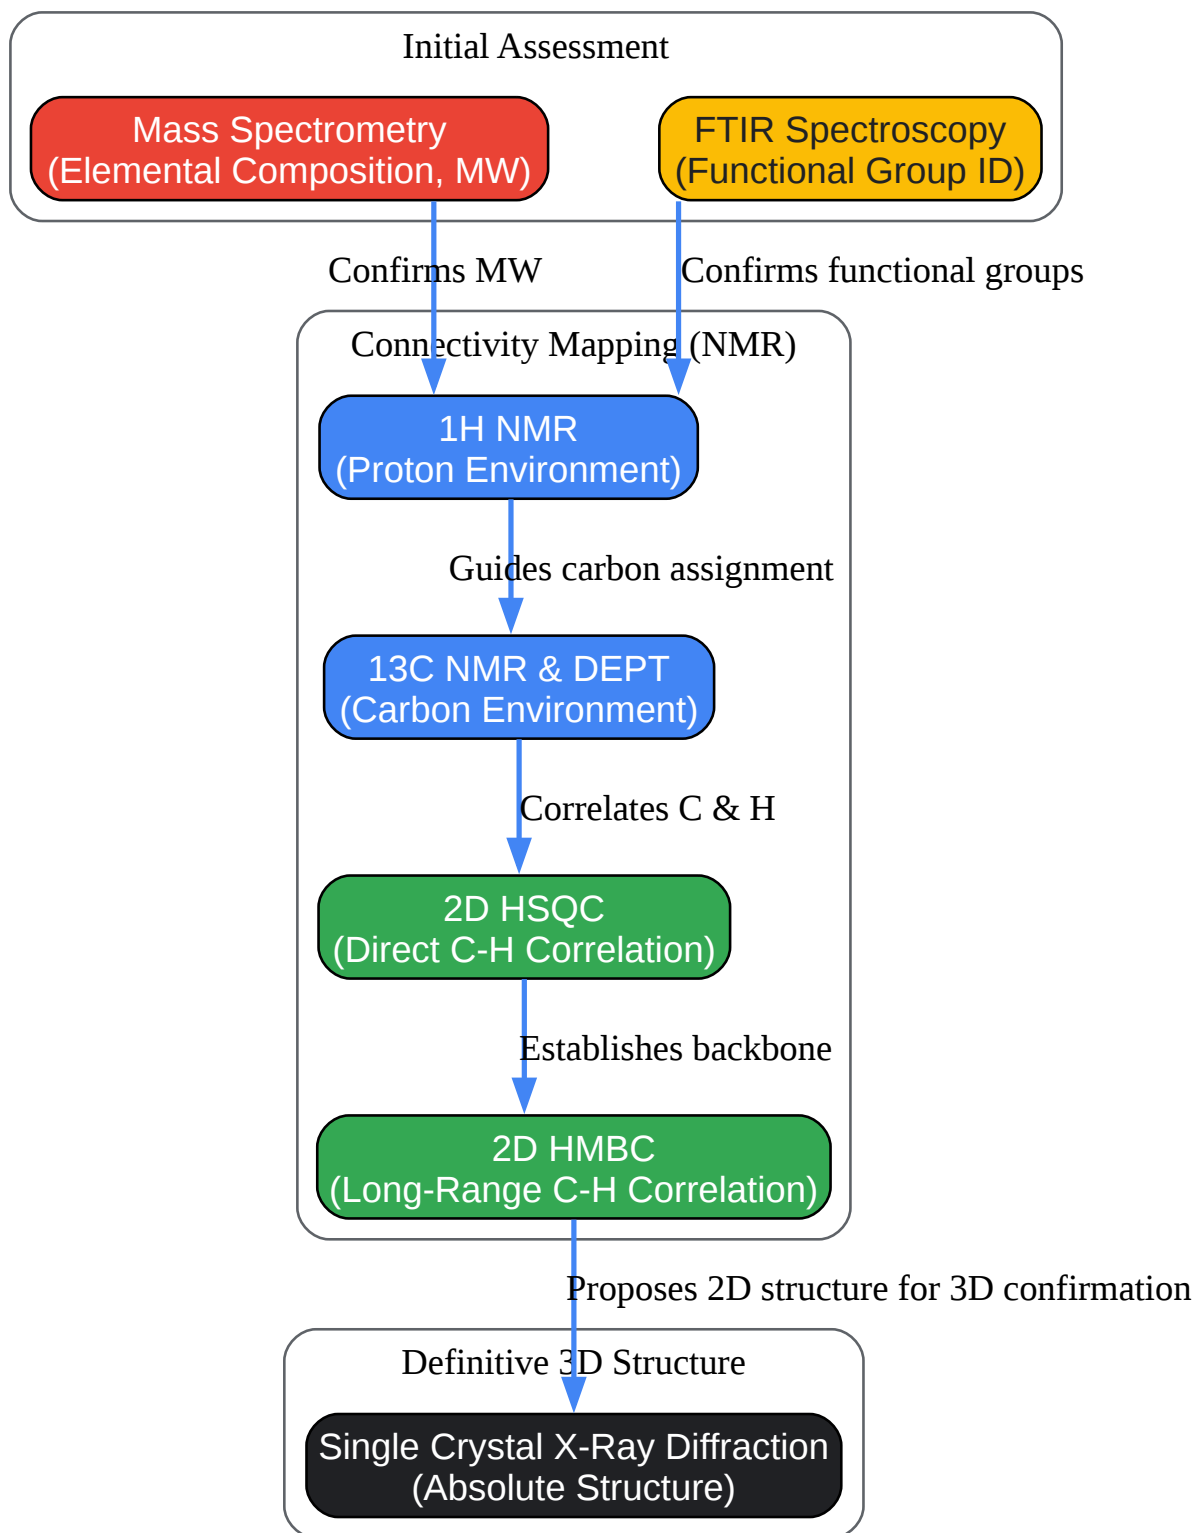 Initial Assessment
Mass Spectrometry
(Elemental Composition, MW)
FTIR Spectroscopy
(Functional Group ID)
Confirms MW
Confirms functional groups
Connectivity Mapping (NMR)
1H NMR
(Proton Environment)
Guides carbon assignment
13C NMR & DEPT
(Carbon Environment)
Correlates C & H
2D HSQC
(Direct C-H Correlation)
Establishes backbone
2D HMBC
(Long-Range C-H Correlation)
Proposes 2D structure for 3D confirmation
Definitive 3D Structure
Single Crystal X-Ray Diffraction
(Absolute Structure)